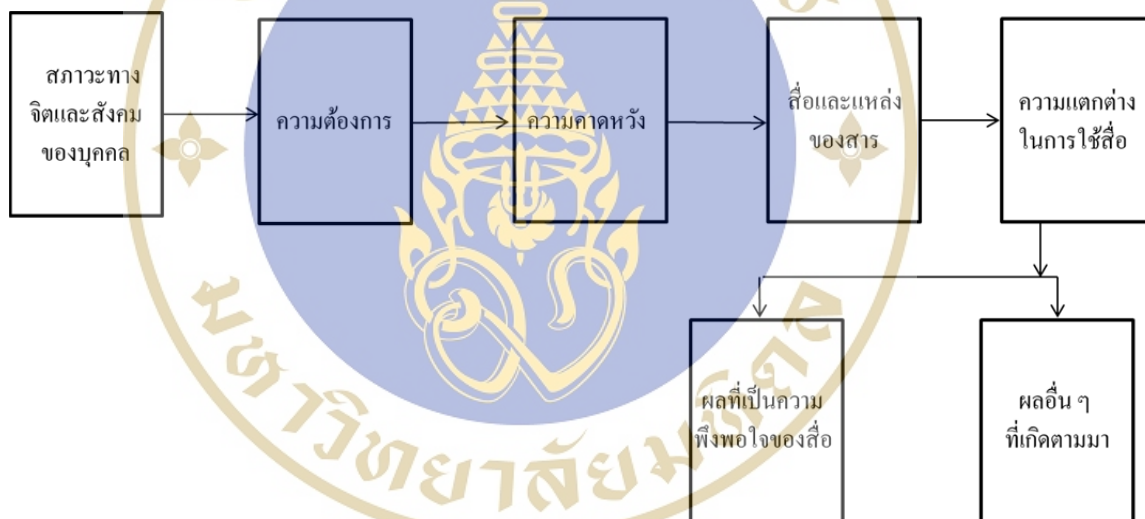 สภาวะทาง
จิตและสังคม
ของบุคคล
ความต้องการ
ความคาดหวัง
สื่อและแหล่ง
ของสาร
ความแตกต่าง
ในการใช้สื่อ
ผลที่เป็นความ
พึงพอใจของสื่อ
ผลอื่น ๆ
ที่เกิดตามมา
มหาวิทยาลัยมหิดล